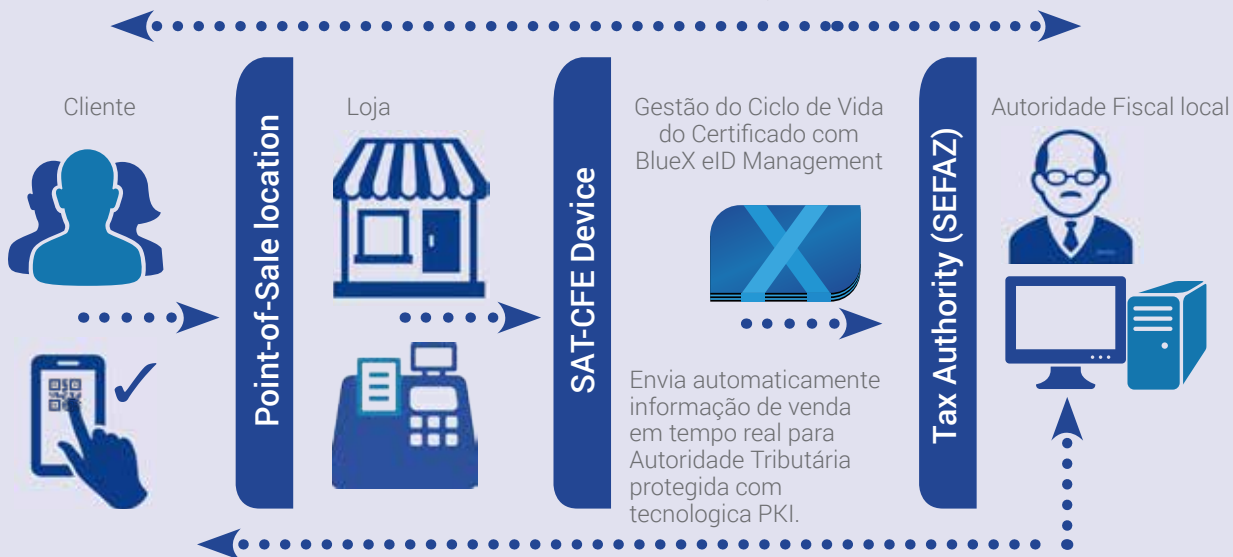 Cliente
Point-of-Sale location
Loja
SAT-CFE Device
Gestão do Ciclo de Vida
do Certificado com
BlueX eID Management
X
Envia automaticamente
informação de venda
em tempo real para
Autoridade Tributária
protegida com
tecnologica PKI.
Tax Authority (SEFAZ)
Autoridade Fiscal local